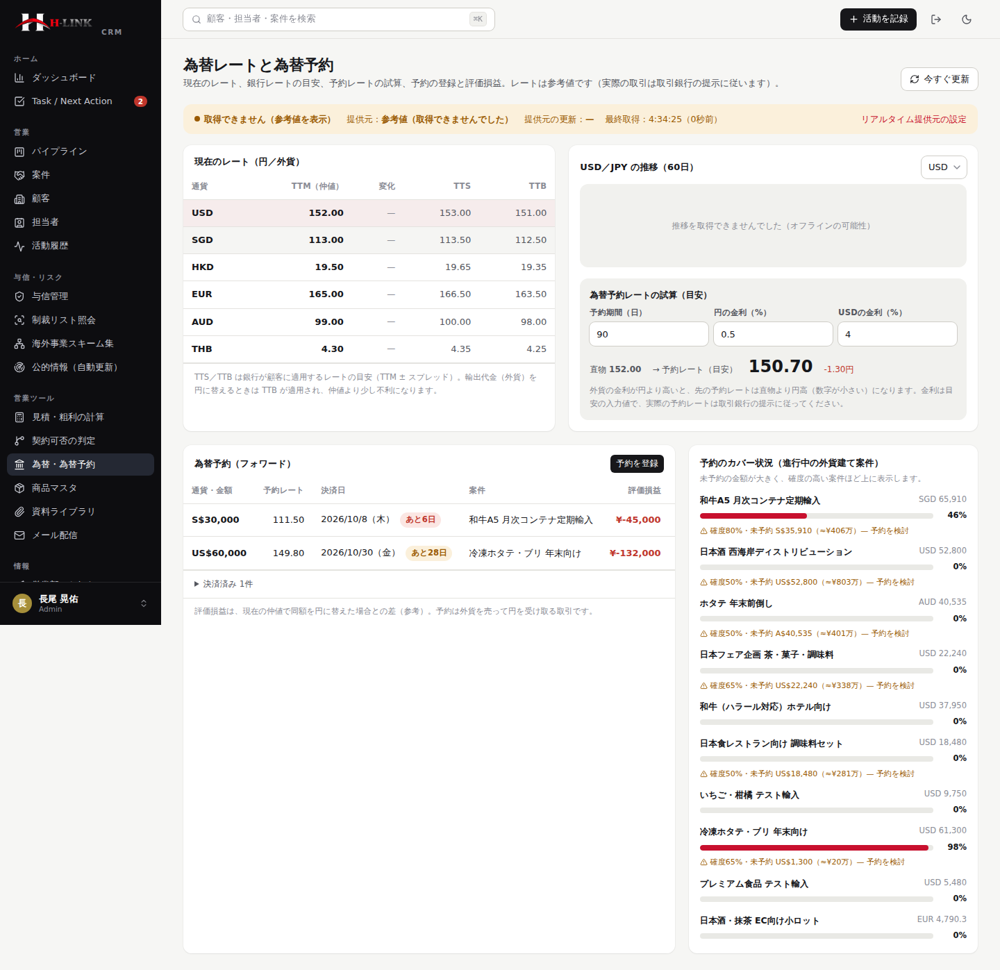 H-LINK CRM
ホーム
ダッシュボード
Task / Next Action 2
営業
パイプライン
案件
顧客
担当者
活動履歴
与信・リスク
与信管理
制裁リスト照会
海外事業スキーム集
公的情報（自動更新）
営業ツール
見積・粗利の計算
契約可否の判定
為替・為替予約
商品マスタ
資料ライブラリ
メール配信
情報
長 長尾 晃佑
Admin
顧客・担当者・案件を検索 ⌘K
活動を記録
為替レートと為替予約
現在のレート、銀行レートの目安、予約レートの試算、予約の登録と評価損益。レートは参考値です（実際の取引は取引銀行の提示に従います）。
今すぐ更新
取得できません（参考値を表示） 提供元：参考値（取得できませんでした） 提供元の更新：— 最終取得：4:34:25（0秒前） リアルタイム提供元の設定
現在のレート（円／外貨）
通貨 TTM（仲値） 変化 TTS TTB
USD 152.00 — 153.00 151.00
SGD 113.00 — 113.50 112.50
HKD 19.50 — 19.65 19.35
EUR 165.00 — 166.50 163.50
AUD 99.00 — 100.00 98.00
THB 4.30 — 4.35 4.25
TTS／TTB は銀行が顧客に適用するレートの目安（TTM ± スプレッド）。輸出代金（外貨）を
円に替えるときは TTB が適用され、仲値より少し不利になります。
USD／JPY の推移（60日） USD
推移を取得できませんでした（オフラインの可能性）
為替予約レートの試算（目安）
予約期間（日） 円の金利（%） USDの金利（%）
90 0.5 4
直物 152.00 → 予約レート（目安） 150.70 -1.30円
外貨の金利が円より高いと、先の予約レートは直物より円高（数字が小さい）になります。金利は目
安の入力値で、実際の予約レートは取引銀行の提示に従ってください。
為替予約（フォワード） 予約を登録
通貨・金額 予約レート 決済日 案件 評価損益
S$30,000 111.50 2026/10/8（木） あと6日 和牛A5 月次コンテナ定期輸入 ¥-45,000
US$60,000 149.80 2026/10/30（金） あと28日 冷凍ホタテ・ブリ 年末向け ¥-132,000
▶ 決済済み 1件
評価損益は、現在の仲値で同額を円に替えた場合との差（参考）。予約は外貨を売って円を受け取る取引です。
予約のカバー状況（進行中の外貨建て案件）
未予約の金額が大きく、確度の高い案件ほど上に表示します。
和牛A5 月次コンテナ定期輸入 SGD 65,910
46%
確度80%・未予約 S$35,910（≈¥406万）— 予約を検討
日本酒 西海岸ディストリビューション USD 52,800
0%
確度50%・未予約 US$52,800（≈¥803万）— 予約を検討
ホタテ 年末前倒し AUD 40,535
0%
確度50%・未予約 A$40,535（≈¥401万）— 予約を検討
日本フェア企画 茶・菓子・調味料 USD 22,240
0%
確度65%・未予約 US$22,240（≈¥338万）— 予約を検討
和牛（ハラール対応）ホテル向け USD 37,950
0%
日本食レストラン向け 調味料セット USD 18,480
0%
確度50%・未予約 US$18,480（≈¥281万）— 予約を検討
いちご・柑橘 テスト輸入 USD 9,750
0%
冷凍ホタテ・ブリ 年末向け USD 61,300
98%
確度65%・未予約 US$1,300（≈¥20万）— 予約を検討
プレミアム食品 テスト輸入 USD 5,480
0%
日本酒・抹茶 EC向け小ロット EUR 4,790.3
0%